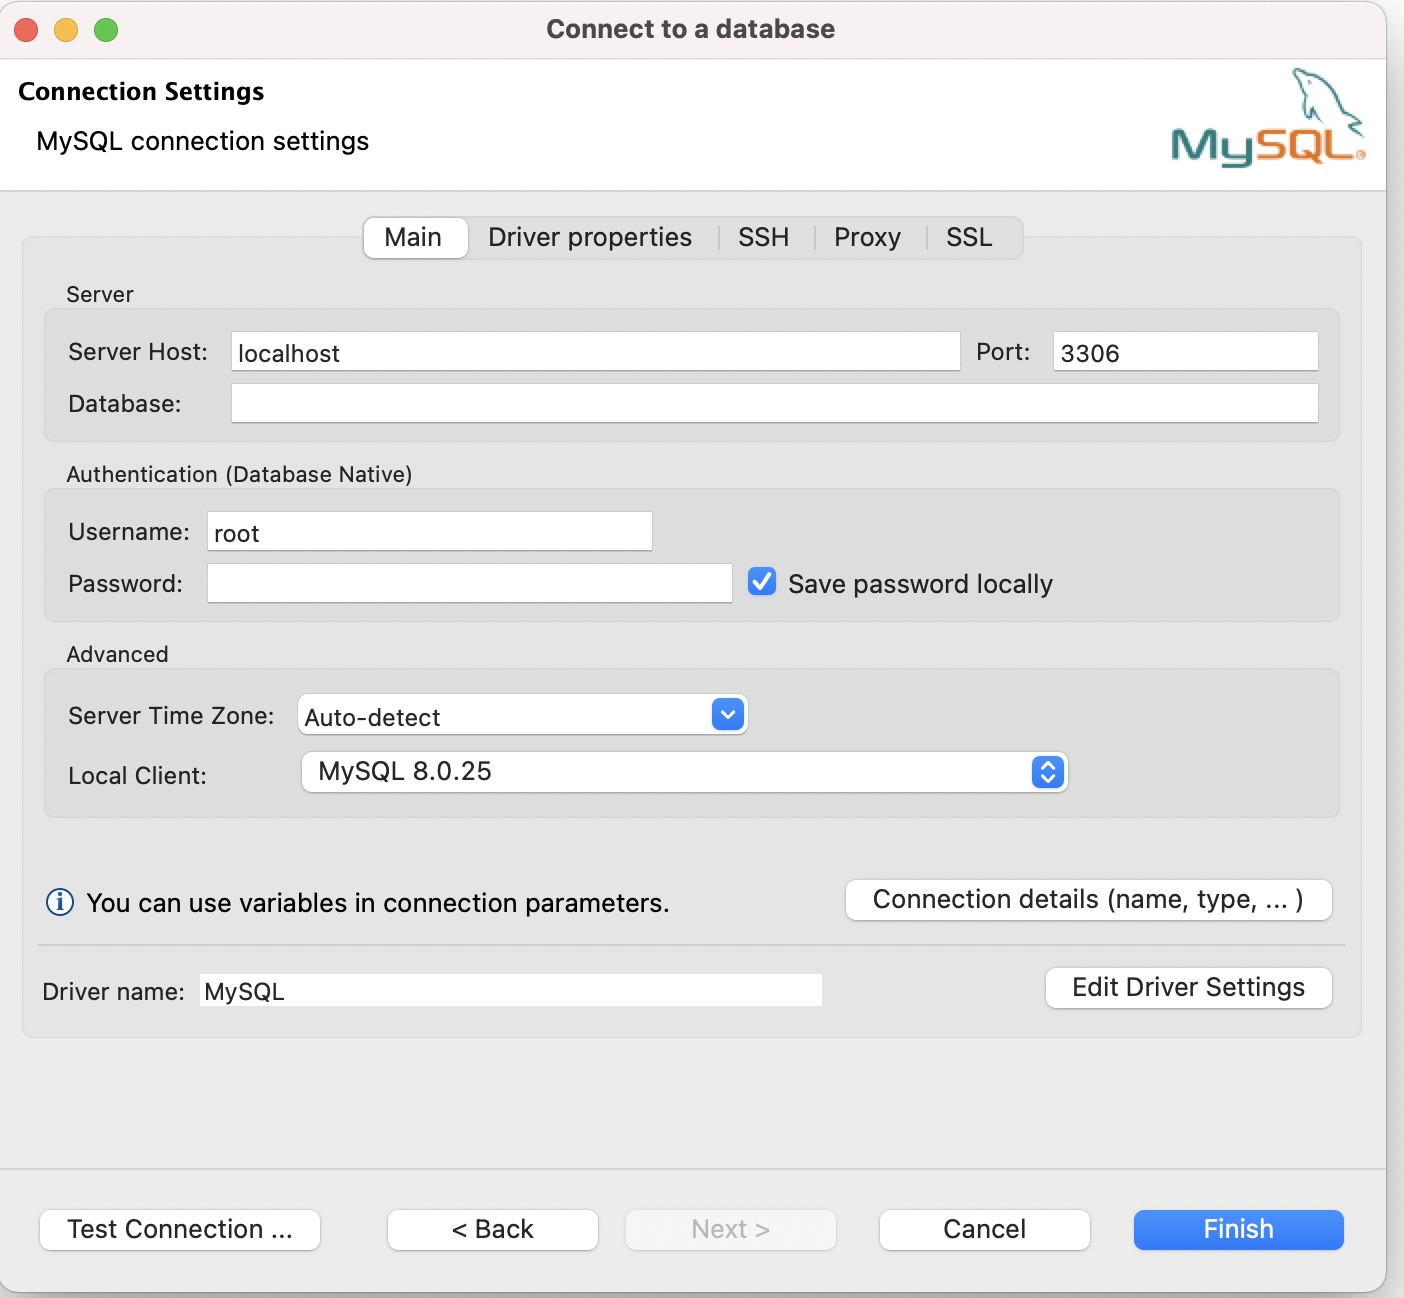 Connect to a database
Connection Settings
MySQL connection settings
MySQL
Main Driver properties SSH Proxy SSL
Server
Server Host: localhost Port: 3306
Database:
Authentication (Database Native)
Username: root
Password: Save password locally
Advanced
Server Time Zone: Auto-detect
Local Client: MySQL 8.0.25
You can use variables in connection parameters. Connection details (name, type, ... )
Driver name: MySQL Edit Driver Settings
Test Connection ... < Back Next > Cancel Finish